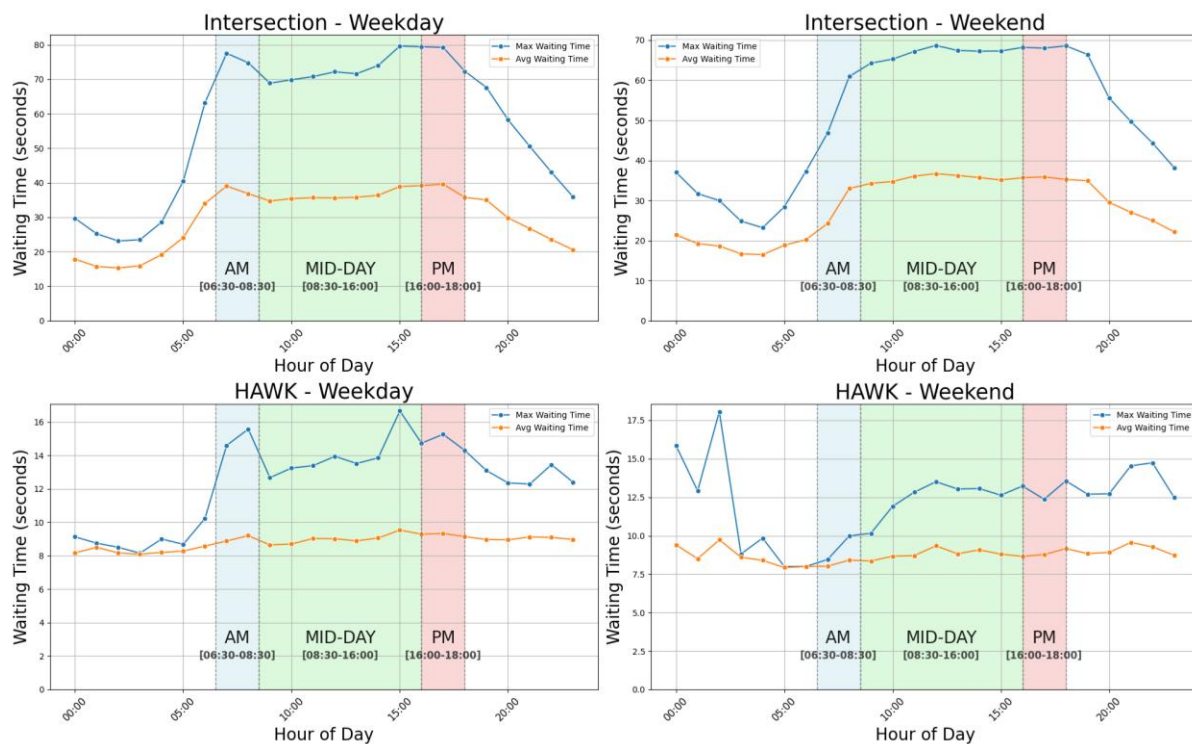 Intersection - Weekday
Max Waiting Time
Avg Waiting Time
Waiting Time (seconds)
80
70
60
50
40
30
20
10
0
AM
[06:30-08:30]
MID-DAY
[08:30-16:00]
PM
[16:00-18:00]
00:00
05:00
10:00
15:00
20:00
Hour of Day
Intersection - Weekend
Max Waiting Time
Avg Waiting Time
Waiting Time (seconds)
70
60
50
40
30
20
10
0
AM
[06:30-08:30]
MID-DAY
[08:30-16:00]
PM
[16:00-18:00]
00:00
05:00
10:00
15:00
20:00
Hour of Day
HAWK - Weekday
Max Waiting Time
Avg Waiting Time
Waiting Time (seconds)
16
14
12
10
8
6
4
2
0
AM
[06:30-08:30]
MID-DAY
[08:30-16:00]
PM
[16:00-18:00]
00:00
05:00
10:00
15:00
20:00
Hour of Day
HAWK - Weekend
Max Waiting Time
Avg Waiting Time
Waiting Time (seconds)
17.5
15.0
12.5
10.0
7.5
5.0
2.5
0.0
AM
[06:30-08:30]
MID-DAY
[08:30-16:00]
PM
[16:00-18:00]
00:00
05:00
10:00
15:00
20:00
Hour of Day